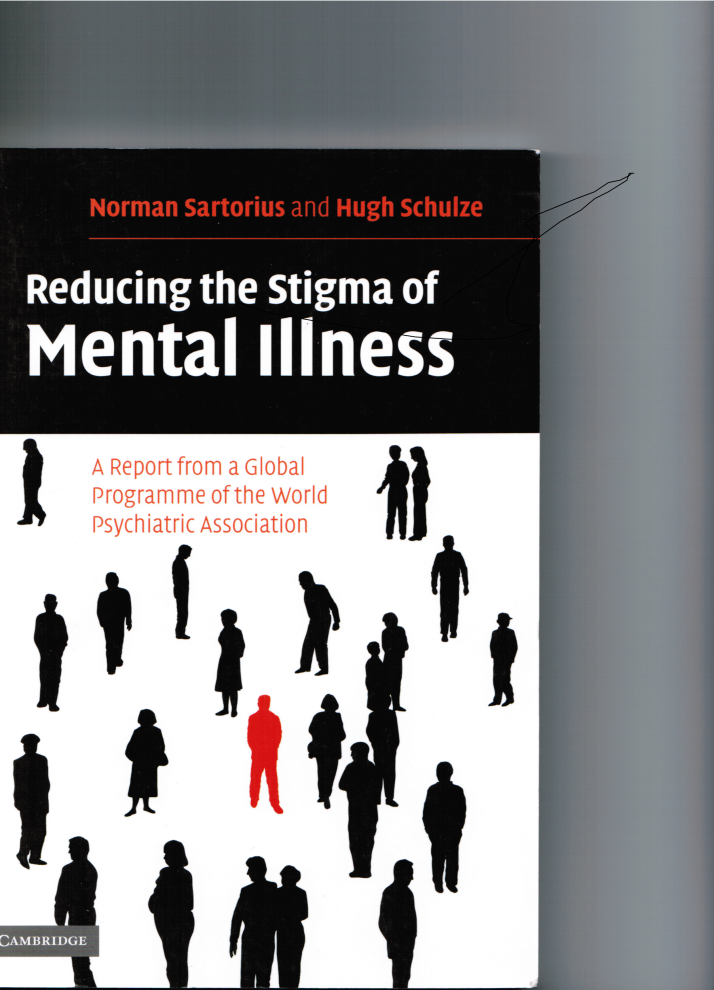 Norman Sartorius and Hugh Schulze
Reducing the Stigma of
Mental Illness
A Report from a Global
Programme of the World
Psychiatric Association
CAMBRIDGE